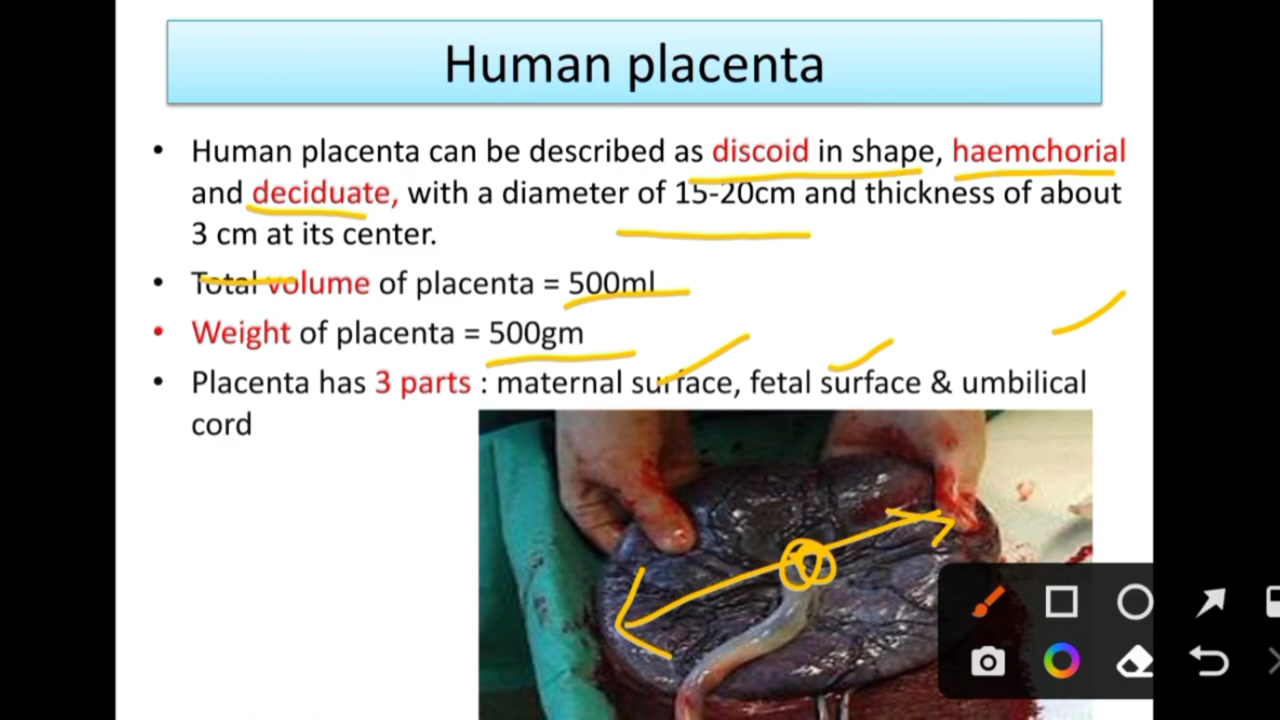 Human placenta
• Human placenta can be described as discoid in shape, haemchorial
and deciduate, with a diameter of 15-20cm and thickness of about
3 cm at its center.
• Total volume of placenta = 500ml
• Weight of placenta = 500gm
• Placenta has 3 parts : maternal surface, fetal surface & umbilical
cord